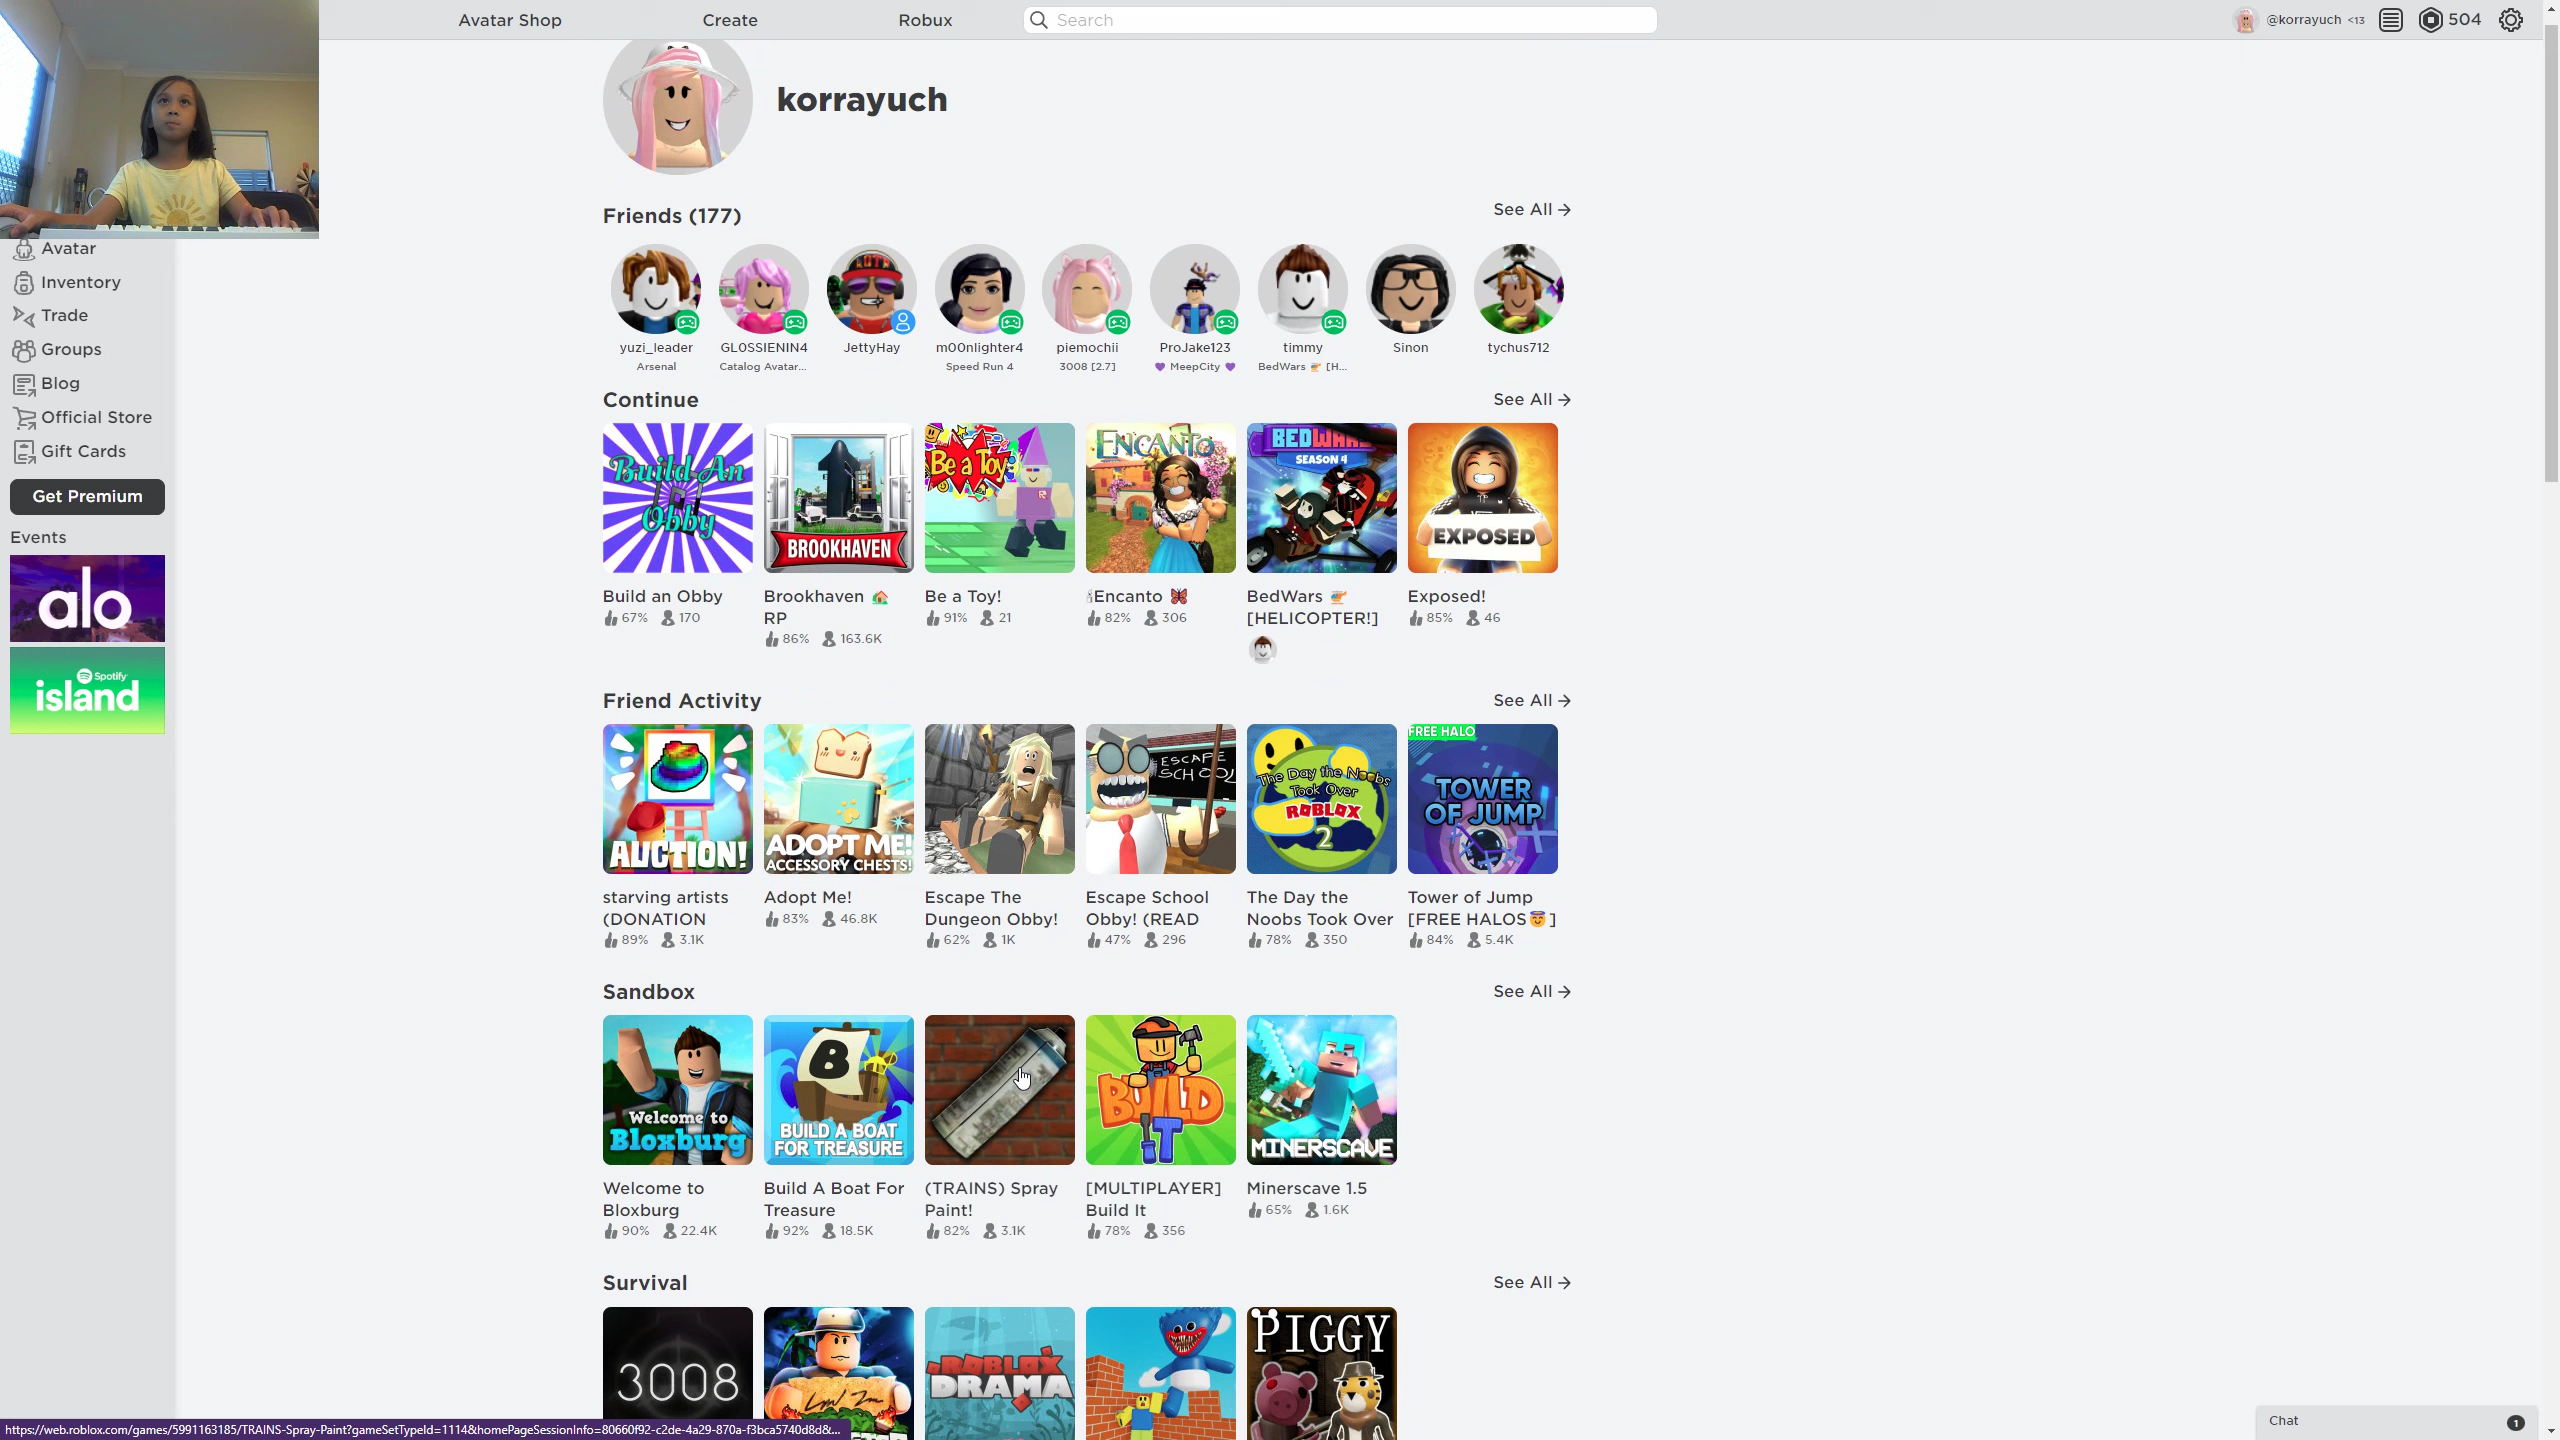 Avatar Shop
Create
Robux
Search
@korrayuch <13
504
korrayuch
Avatar
Inventory
Trade
Groups
Blog
Official Store
Gift Cards
Get Premium
Events
alo
Spotify
island
Friends (177)
See All →
yuzi_leader
Arsenal
GL0SSIENIN4
Catalog Avatar...
JettyHay
m00nlighter4
Speed Run 4
piemochii
3008 [2.7]
ProJake123
💜 MeepCity 💜
timmy
BedWars 🚁 [H...
Sinon
tychus712
Continue
See All →
Build An
Obby
BROOKHAVEN
Be a Toy!
ENCANTO
BEDWARS
SEASON 4
EXPOSED
Build an Obby
67% 170
Brookhaven 🏡
RP
86% 163.6K
Be a Toy!
91% 21
Encanto 🦋
82% 306
BedWars 🚁
[HELICOPTER!]
Exposed!
85% 46
Friend Activity
See All →
AUCTION!
ADOPT ME!
ACCESSORY CHESTS!
ESCAPE
SCHOOL
The Day the Noobs
Took Over
ROBLOX
2
FREE HALO
TOWER
OF JUMP
starving artists
(DONATION
89% 3.1K
Adopt Me!
83% 46.8K
Escape The
Dungeon Obby!
62% 1K
Escape School
Obby! (READ
47% 296
The Day the
Noobs Took Over
78% 350
Tower of Jump
[FREE HALOS😇]
84% 5.4K
Sandbox
See All →
Welcome to
Bloxburg
B
BUILD A BOAT
FOR TREASURE
BUILD
IT
MINERSCAVE
Welcome to
Bloxburg
90% 22.4K
Build A Boat For
Treasure
92% 18.5K
(TRAINS) Spray
Paint!
82% 3.1K
[MULTIPLAYER]
Build It
78% 356
Minerscave 1.5
65% 1.6K
Survival
See All →
3008
ROBLOX
DRAMA
PIGGY
https://web.roblox.com/games/5991163185/TRAINS-Spray-Paint?gameSetTypeId=1114&homePageSessionInfo=80660f92-c2de-4a29-870a-f3bca5740d8d&...
Chat
1